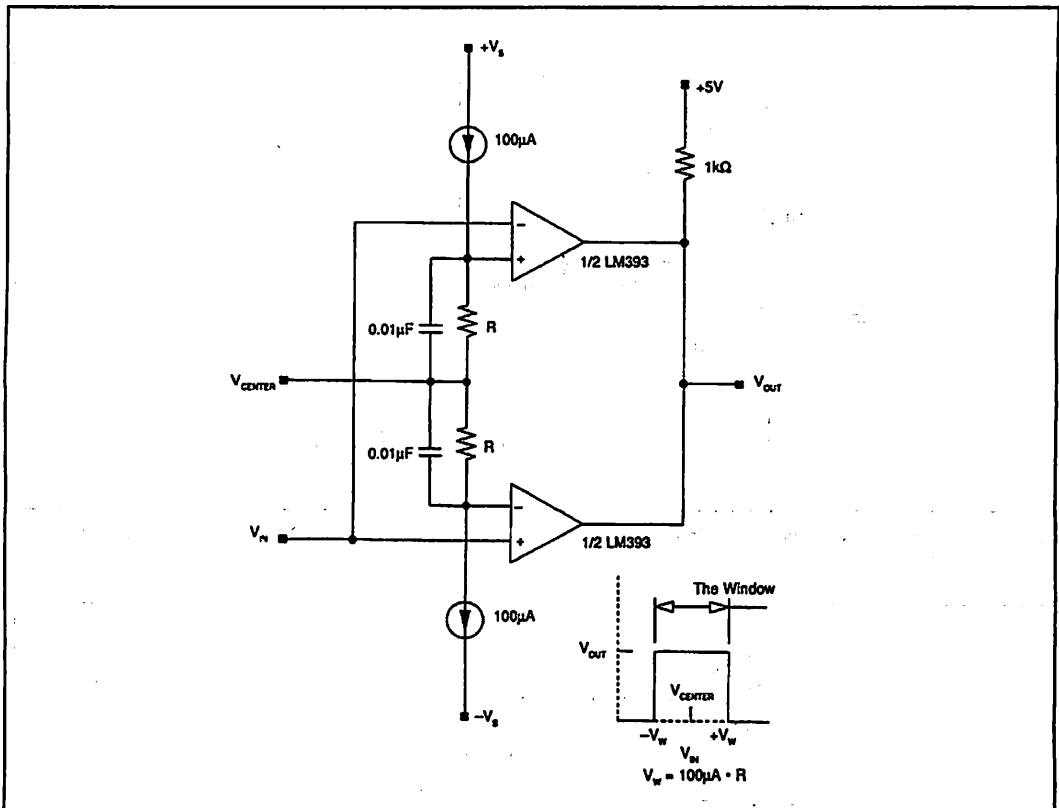 +Vs
+5V
100µA
1kΩ
−
+
1/2 LM393
0.01µF
R
VCENTER
VOUT
R
0.01µF
−
+
1/2 LM393
VIN
100µA
−Vs
The Window
VOUT
VCENTER
−VW
+VW
VIN
VW = 100µA • R